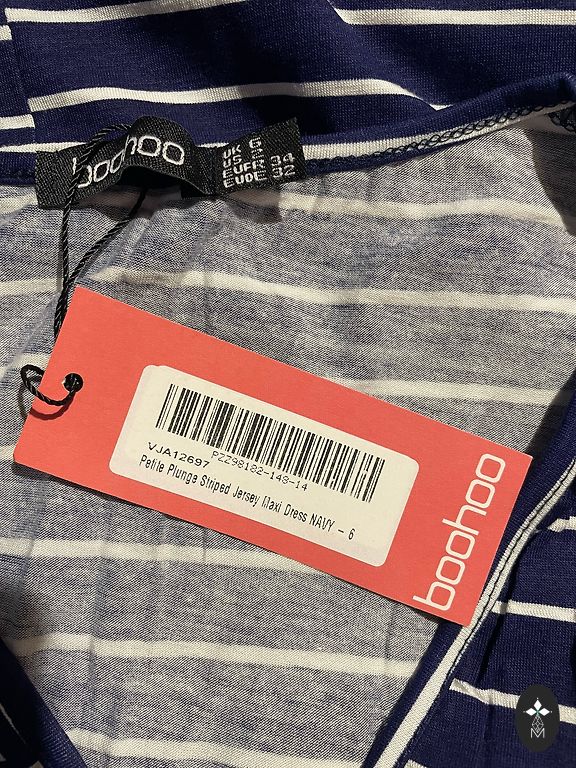 boohoo
UK 6
US 2
EUFR 34
EUDE 32
VJA12697 PZZ98182-148-14
Petite Plunge Striped Jersey Maxi Dress NAVY - 6
boohoo
M